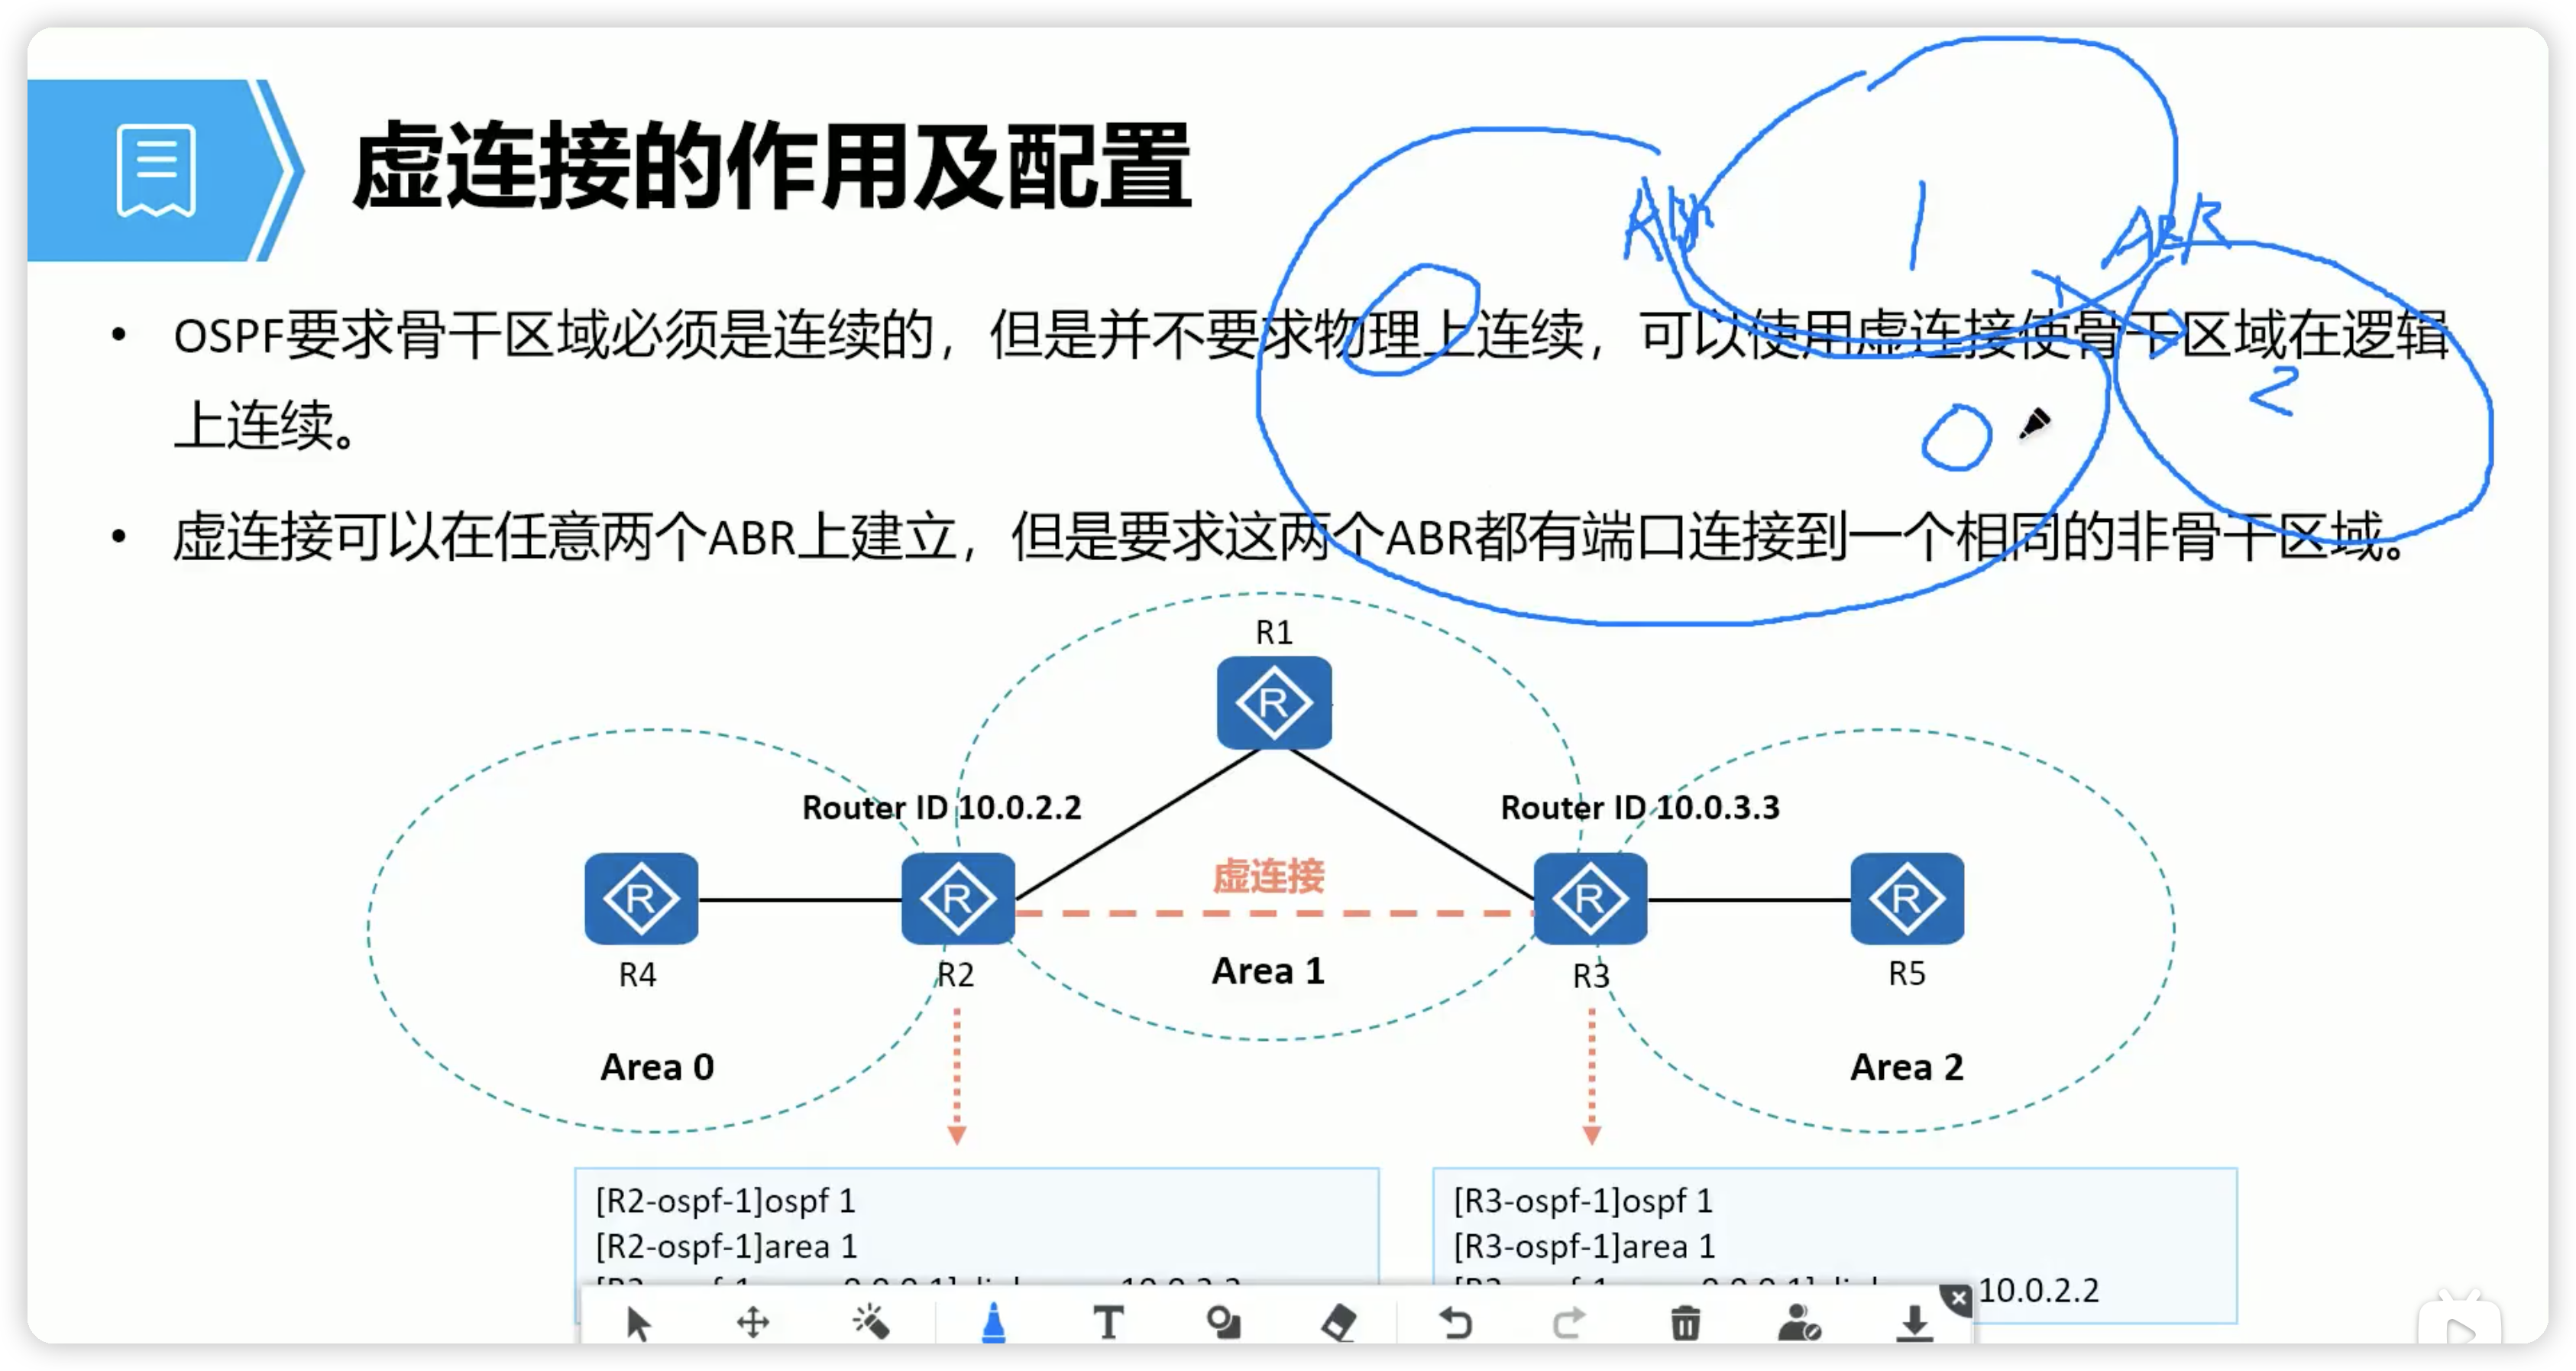 虚连接的作用及配置
• OSPF要求骨干区域必须是连续的，但是并不要求物理上连续，可以使用虚连接使骨干区域在逻辑
上连续。
• 虚连接可以在任意两个ABR上建立，但是要求这两个ABR都有端口连接到一个相同的非骨干区域。
ABR
1
ABR
0
2
0
R1
Router ID 10.0.2.2
Router ID 10.0.3.3
虚连接
R4
R2
Area 1
R3
R5
Area 0
Area 2
[R2-ospf-1]ospf 1
[R2-ospf-1]area 1
[R3-ospf-1]ospf 1
[R3-ospf-1]area 1
10.0.2.2